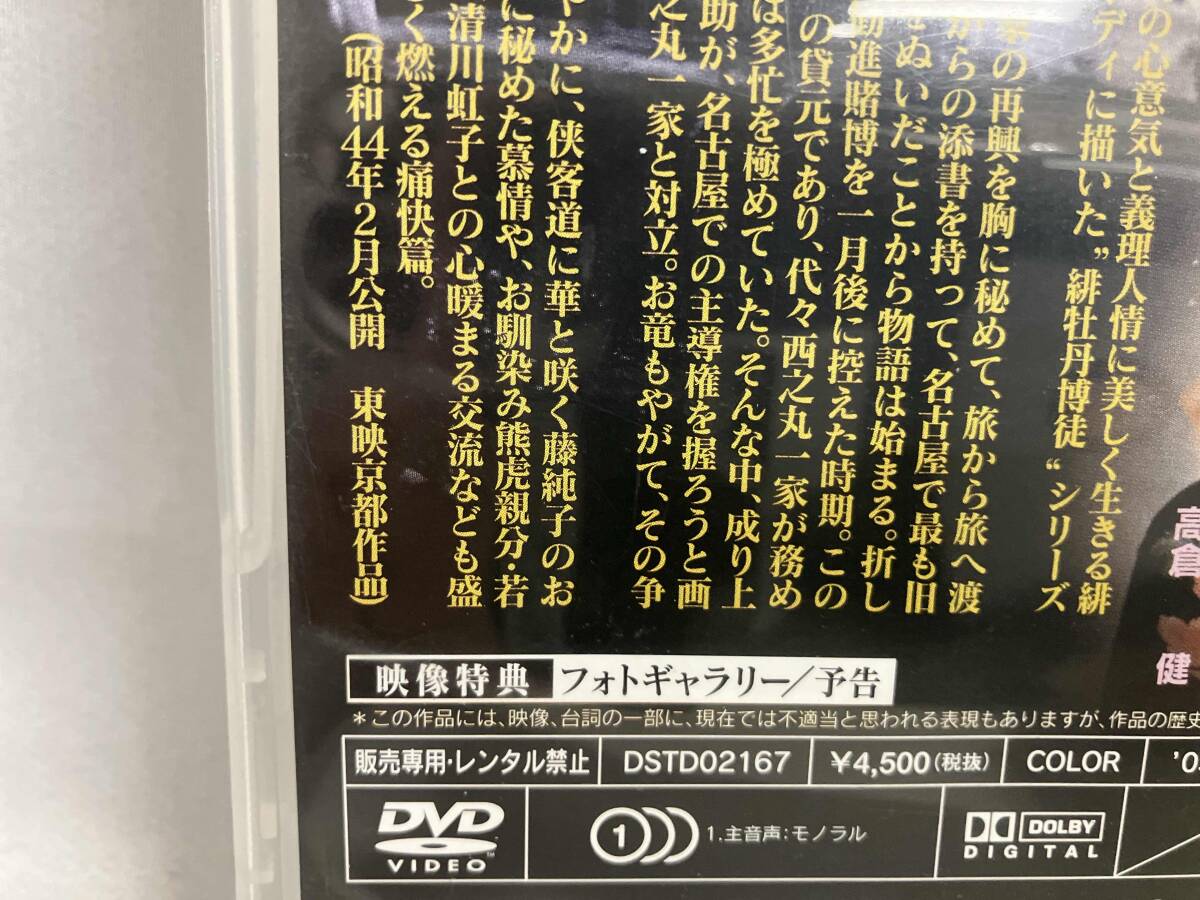 の心意気と義理人情に美しく生きる緋
ディに描いた”緋牡丹博徒“シリーズ
家の再興を胸に秘めて、旅から旅へ渡
からの添書を持って、名古屋で最も旧
ぬいだことから物語は始まる。折し
勧進賭博を一月後に控えた時期。この
の貸元であり、代々西之丸一家が務め
は多忙を極めていた。そんな中、成り上
助が、名古屋での主導権を握ろうと画
之丸一家と対立。お竜もやがて、その争
やかに、侠客道に華と咲く藤純子のお
に秘めた慕情や、お馴染み熊虎親分・若
清川虹子との心暖まる交流なども盛
く燃える痛快篇。
(昭和44年2月公開 東映京都作品)
高倉 健
映像特典 フォトギャラリー/予告
＊この作品には、映像、台詞の一部に、現在では不適当と思われる表現もありますが、作品の歴史
販売専用・レンタル禁止 DSTD02167 ¥4,500(税抜) COLOR
DVD VIDEO
1 1.主音声:モノラル
DOLBY DIGITAL